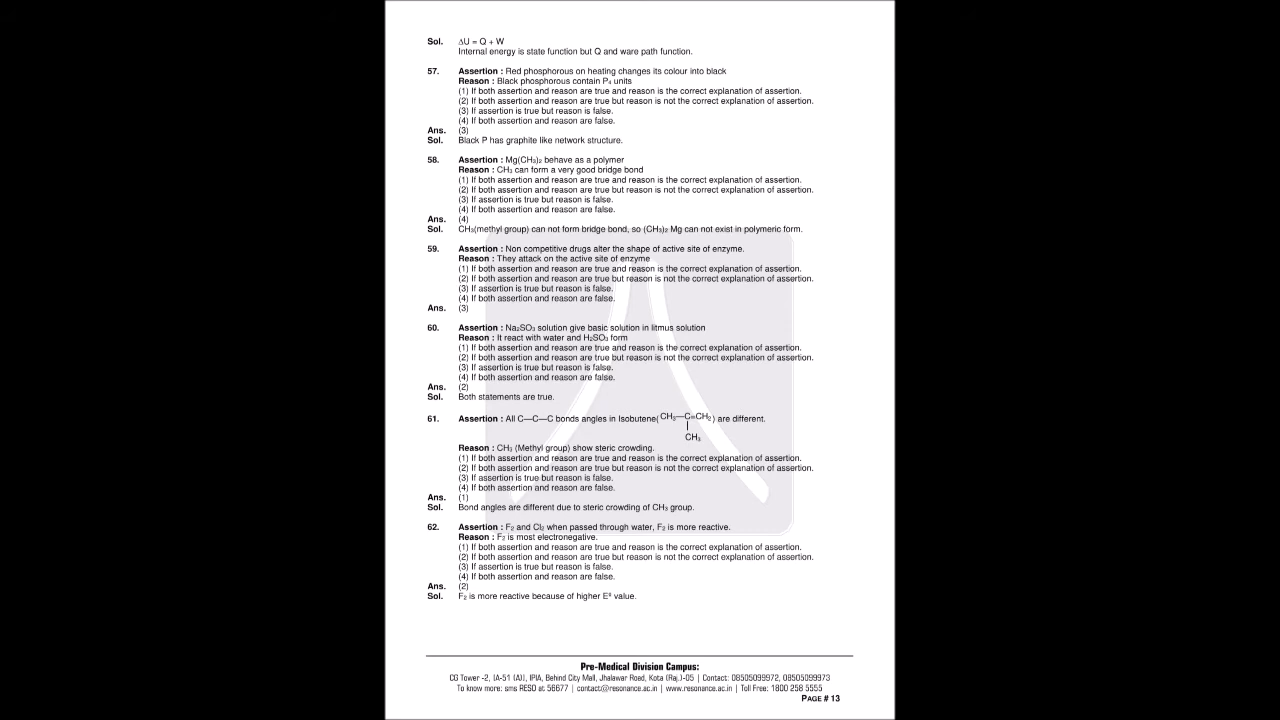 Sol. ΔU = Q + W
Internal energy is state function but Q and ware path function.
57. Assertion : Red phosphorous on heating changes its colour into black
Reason : Black phosphorous contain P₄ units
(1) If both assertion and reason are true and reason is the correct explanation of assertion.
(2) If both assertion and reason are true but reason is not the correct explanation of assertion.
(3) If assertion is true but reason is false.
(4) If both assertion and reason are false.
Ans. (3)
Sol. Black P has graphite like network structure.
58. Assertion : Mg(CH₃)₂ behave as a polymer
Reason : CH₃ can form a very good bridge bond
(1) If both assertion and reason are true and reason is the correct explanation of assertion.
(2) If both assertion and reason are true but reason is not the correct explanation of assertion.
(3) If assertion is true but reason is false.
(4) If both assertion and reason are false.
Ans. (4)
Sol. CH₃(methyl group) can not form bridge bond, so (CH₃)₂ Mg can not exist in polymeric form.
59. Assertion : Non competitive drugs alter the shape of active site of enzyme.
Reason : They attack on the active site of enzyme
(1) If both assertion and reason are true and reason is the correct explanation of assertion.
(2) If both assertion and reason are true but reason is not the correct explanation of assertion.
(3) If assertion is true but reason is false.
(4) If both assertion and reason are false.
Ans. (3)
60. Assertion : Na₂SO₃ solution give basic solution in litmus solution
Reason : It react with water and H₂SO₃ form
(1) If both assertion and reason are true and reason is the correct explanation of assertion.
(2) If both assertion and reason are true but reason is not the correct explanation of assertion.
(3) If assertion is true but reason is false.
(4) If both assertion and reason are false.
Ans. (2)
Sol. Both statements are true.
61. Assertion : All C—C—C bonds angles in Isobutene( CH₃—C=CH₂ ) are different.
CH₃
Reason : CH₃ (Methyl group) show steric crowding.
(1) If both assertion and reason are true and reason is the correct explanation of assertion.
(2) If both assertion and reason are true but reason is not the correct explanation of assertion.
(3) If assertion is true but reason is false.
(4) If both assertion and reason are false.
Ans. (1)
Sol. Bond angles are different due to steric crowding of CH₃ group.
62. Assertion : F₂ and Cl₂ when passed through water, F₂ is more reactive.
Reason : F₂ is most electronegative.
(1) If both assertion and reason are true and reason is the correct explanation of assertion.
(2) If both assertion and reason are true but reason is not the correct explanation of assertion.
(3) If assertion is true but reason is false.
(4) If both assertion and reason are false.
Ans. (2)
Sol. F₂ is more reactive because of higher Eº value.
Pre-Medical Division Campus:
CG Tower -2, [A-51 (A)], IPIA, Behind City Mall, Jhalawar Road, Kota (Raj.)-05 | Contact: 08505099972, 08505099973
To know more: sms RESO at 56677 | contact@resonance.ac.in | www.resonance.ac.in | Toll Free: 1800 258 5555
PAGE # 13